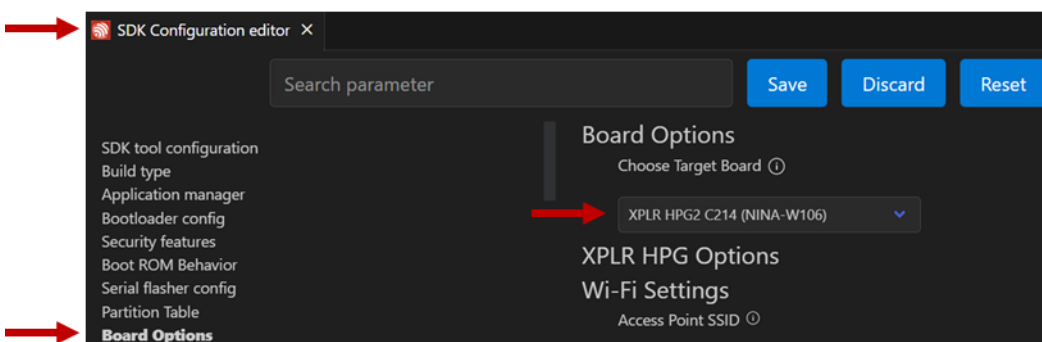 SDK Configuration editor
Search parameter
Save
Discard
Reset
SDK tool configuration
Build type
Application manager
Bootloader config
Security features
Boot ROM Behavior
Serial flasher config
Partition Table
Board Options
Board Options
Choose Target Board
XPLR HPG2 C214 (NINA-W106)
XPLR HPG Options
Wi-Fi Settings
Access Point SSID